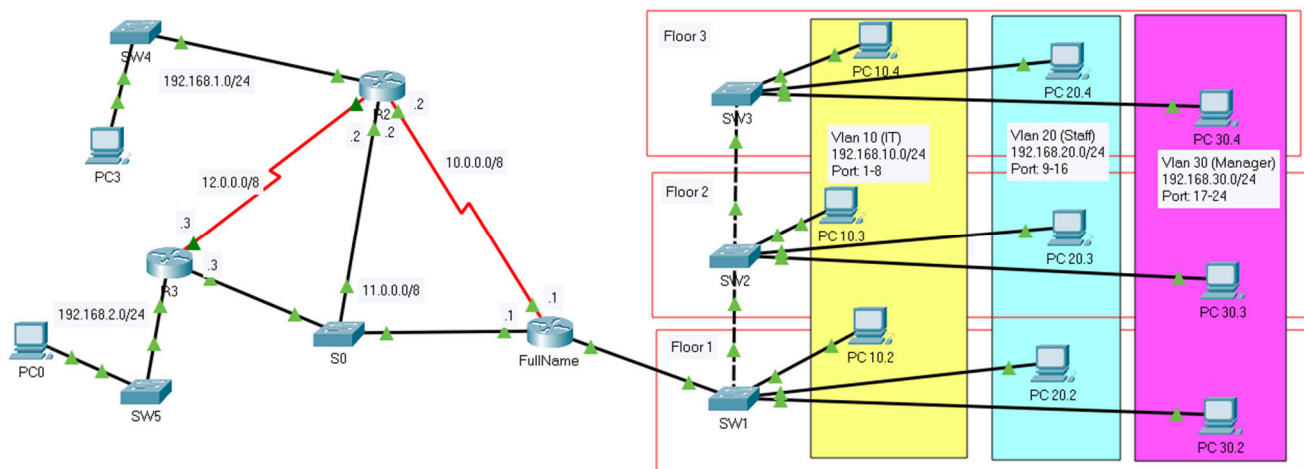 SW4
192.168.1.0/24
PC3
R2
.2
.2
.2
10.0.0.0/8
12.0.0.0/8
.3
R3
.3
192.168.2.0/24
11.0.0.0/8
PC0
SW5
S0
.1
.1
FullName
Floor 3
SW3
PC 10.4
PC 20.4
PC 30.4
Vlan 10 (IT)
192.168.10.0/24
Port: 1-8
Vlan 20 (Staff)
192.168.20.0/24
Port: 9-16
Vlan 30 (Manager)
192.168.30.0/24
Port: 17-24
Floor 2
SW2
PC 10.3
PC 20.3
PC 30.3
Floor 1
SW1
PC 10.2
PC 20.2
PC 30.2